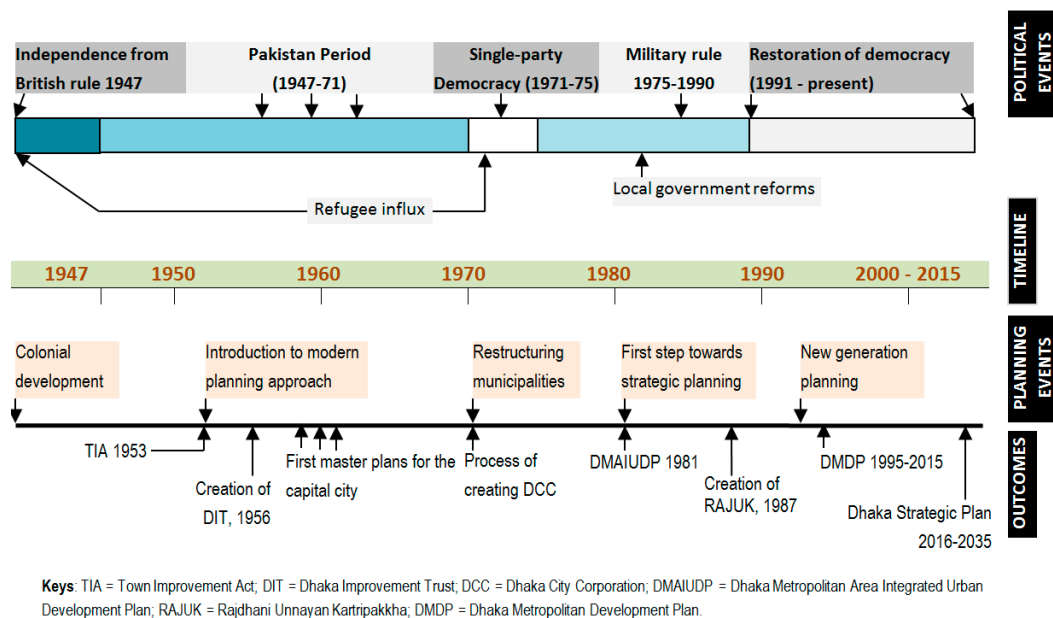 Independence from
British rule 1947
Pakistan Period
(1947-71)
Single-party
Democracy (1971-75)
Military rule
1975-1990
Restoration of democracy
(1991 - present)
POLITICAL
EVENTS
Refugee influx
Local government reforms
1947
1950
1960
1970
1980
1990
2000 - 2015
TIMELINE
Colonial
development
Introduction to modern
planning approach
Restructuring
municipalities
First step towards
strategic planning
New generation
planning
PLANNING
EVENTS
TIA 1953
Creation of
DIT, 1956
First master plans for the
capital city
Process of
creating DCC
DMAIUDP 1981
Creation of
RAJUK, 1987
DMDP 1995-2015
Dhaka Strategic Plan
2016-2035
OUTCOMES
Keys: TIA = Town Improvement Act; DIT = Dhaka Improvement Trust; DCC = Dhaka City Corporation; DMAIUDP = Dhaka Metropolitan Area Integrated Urban
Development Plan; RAJUK = Rajdhani Unnayan Kartripakkha; DMDP = Dhaka Metropolitan Development Plan.